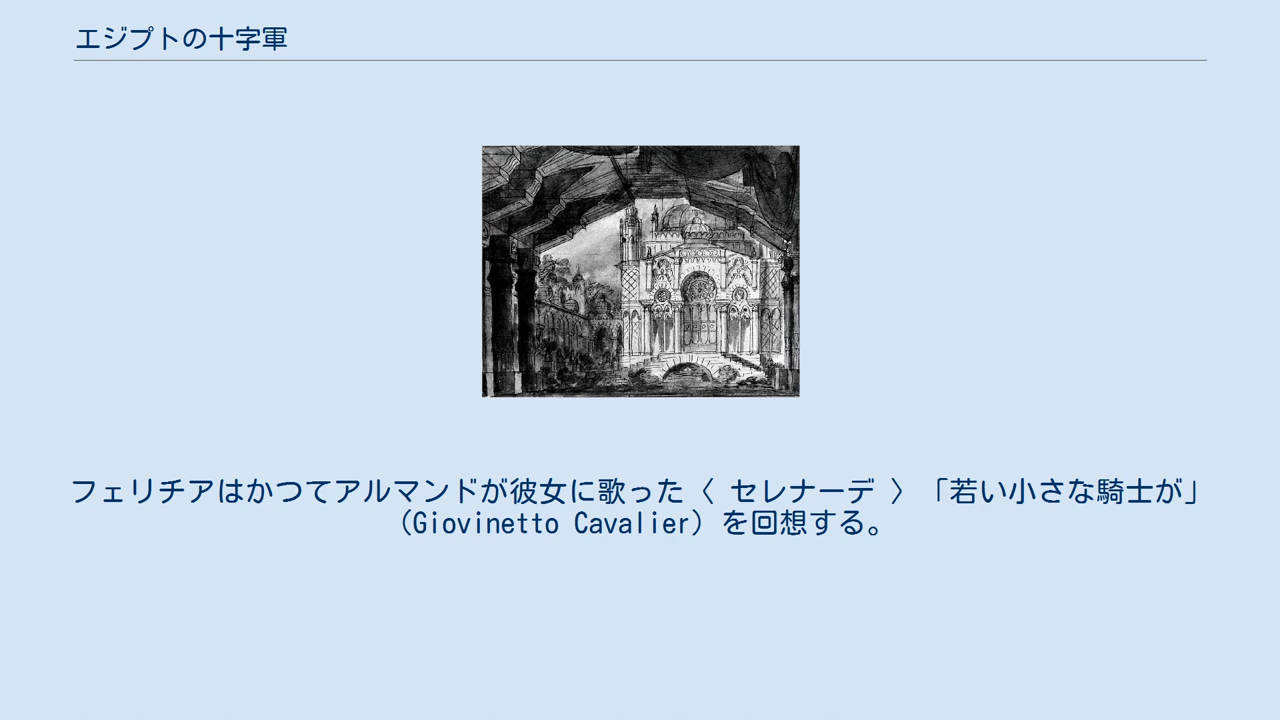 エジプトの十字軍
フェリチアはかつてアルマンドが彼女に歌った〈 セレナーデ 〉「若い小さな騎士が」
（Giovinetto Cavalier）を回想する。